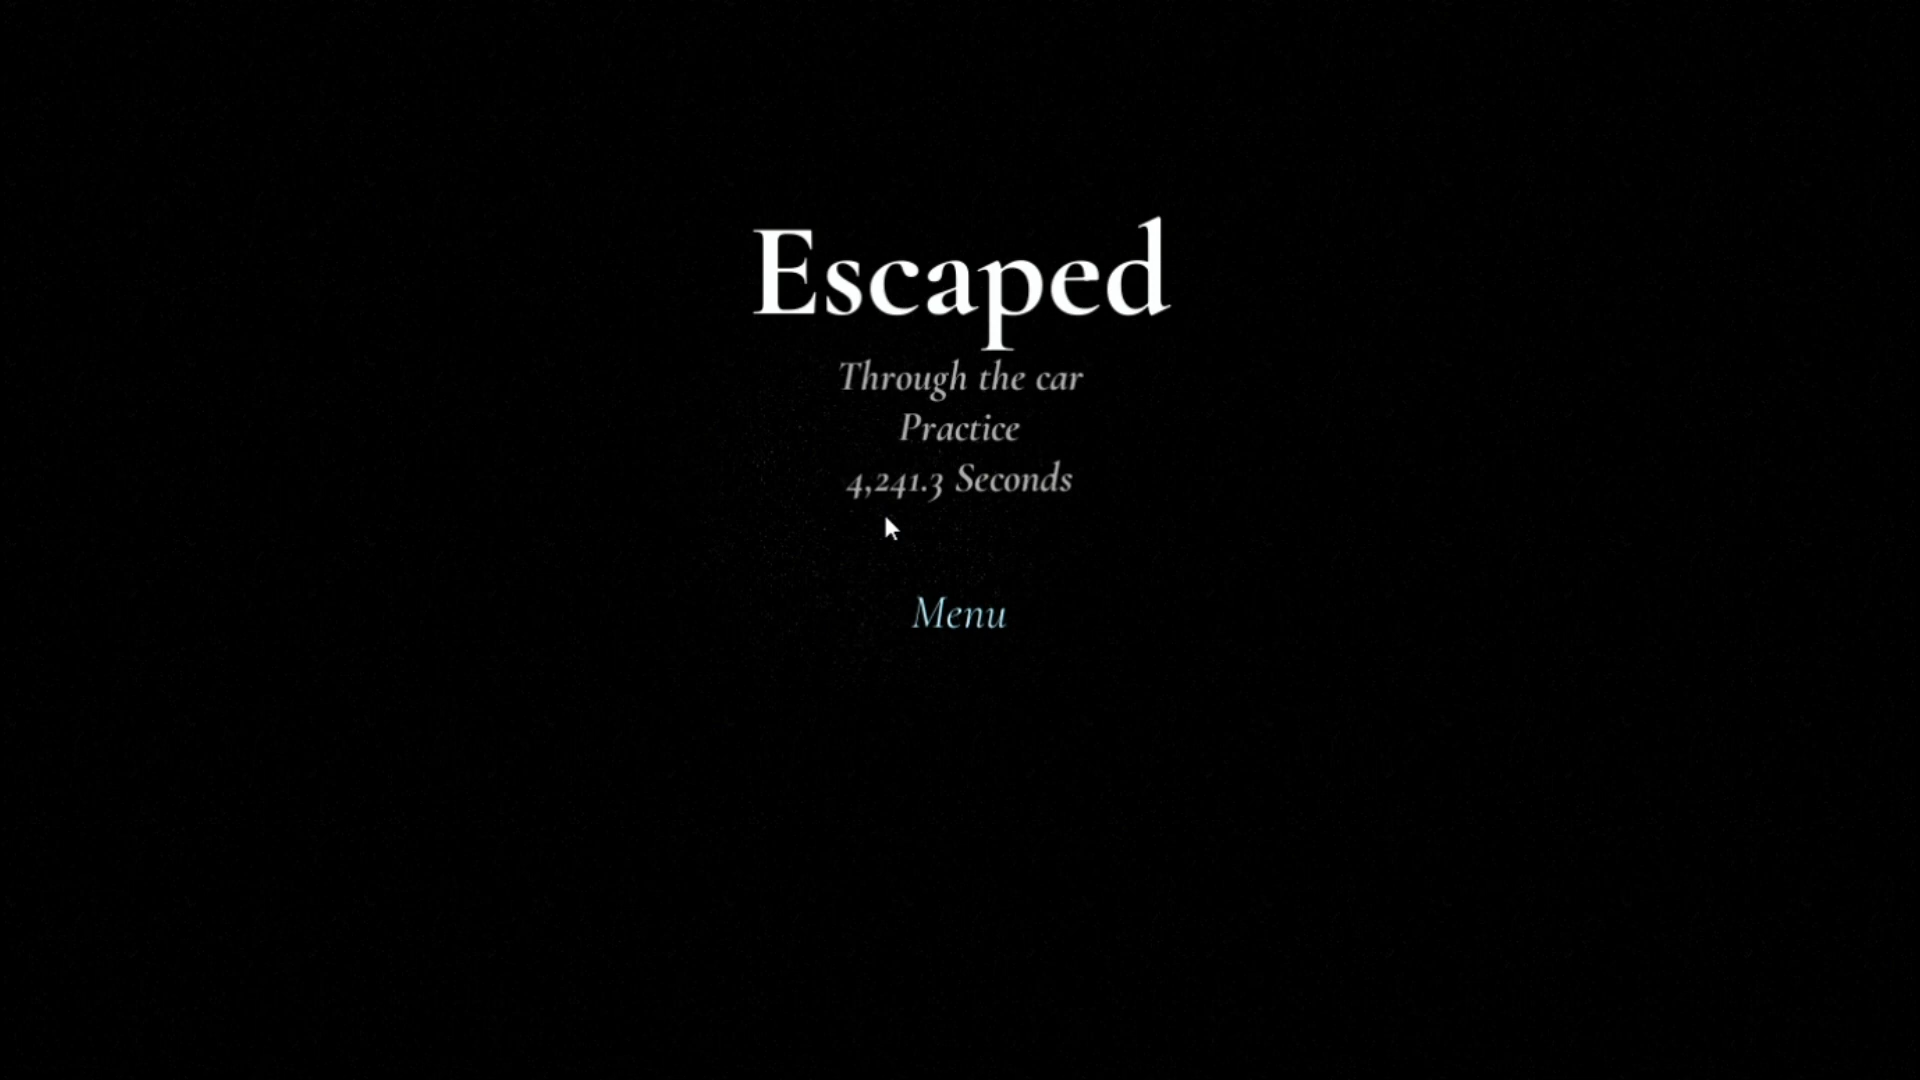 Escaped
Through the car
Practice
4,241.3 Seconds
Menu